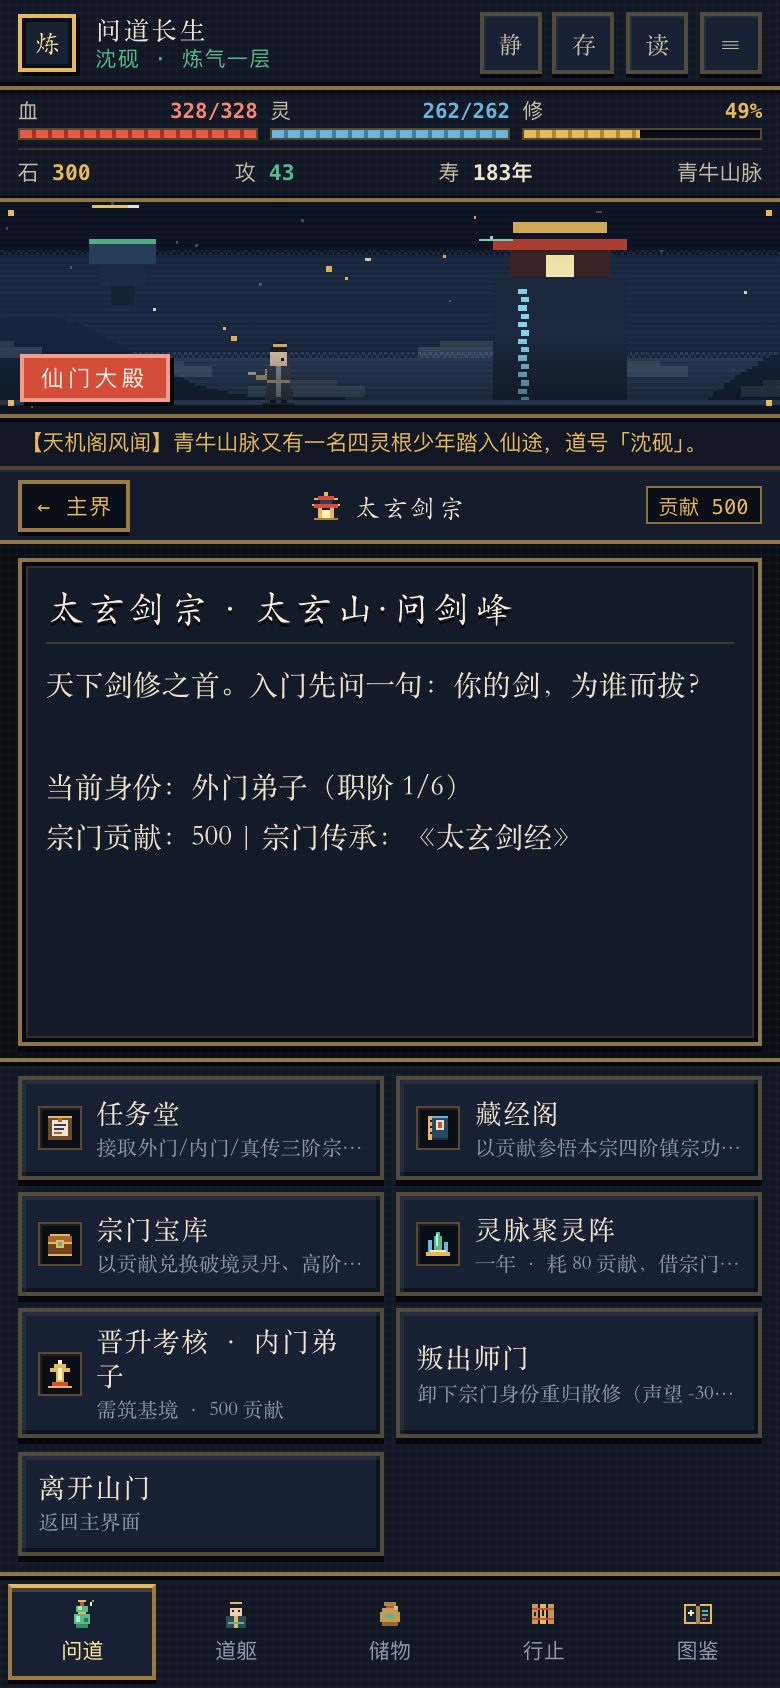 炼
问道长生
沈砚 · 炼气一层
静 存 读 ≡
血 328/328 灵 262/262 修 49%
石 300 攻 43 寿 183年 青牛山脉
仙门大殿
【天机阁风闻】青牛山脉又有一名四灵根少年踏入仙途，道号「沈砚」。
← 主界
太玄剑宗
贡献 500
太玄剑宗 · 太玄山·问剑峰
天下剑修之首。入门先问一句：你的剑，为谁而拔？
当前身份：外门弟子（职阶 1/6）
宗门贡献：500 | 宗门传承：《太玄剑经》
任务堂
接取外门/内门/真传三阶宗…
藏经阁
以贡献参悟本宗四阶镇宗功…
宗门宝库
以贡献兑换破境灵丹、高阶…
灵脉聚灵阵
一年 · 耗 80 贡献，借宗门…
晋升考核 · 内门弟
子
需筑基境 · 500 贡献
叛出师门
卸下宗门身份重归散修（声望 -30…
离开山门
返回主界面
问道 道躯 储物 行止 图鉴